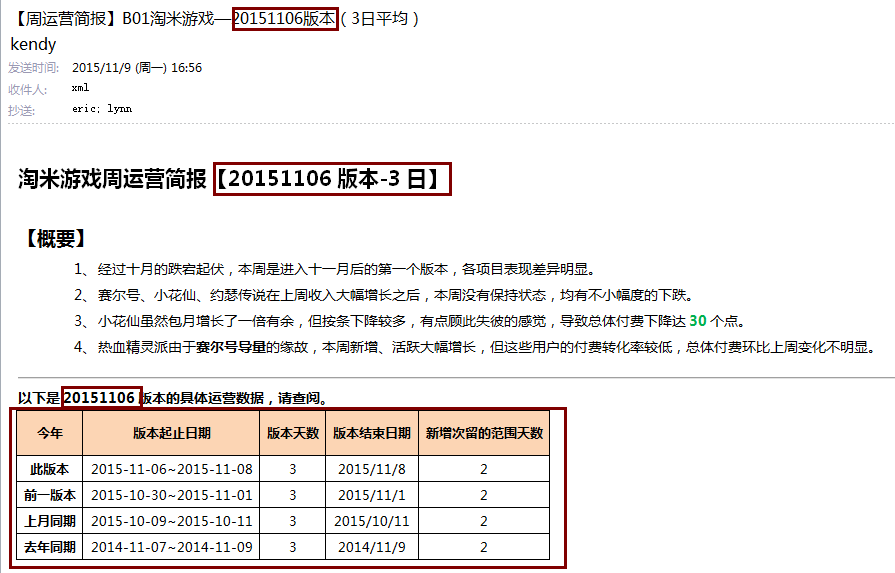 【周运营简报】B01淘米游戏—20151106版本（3日平均）
kendy
发送时间: 2015/11/9 (周一) 16:56
收件人: xml
抄送: eric; lynn
淘米游戏周运营简报【20151106 版本-3 日】
【概要】
1、 经过十月的跌宕起伏，本周是进入十一月后的第一个版本，各项目表现差异明显。
2、 赛尔号、小花仙、约瑟传说在上周收入大幅增长之后，本周没有保持状态，均有不小幅度的下跌。
3、 小花仙虽然包月增长了一倍有余，但按条下降较多，有点顾此失彼的感觉，导致总体付费下降达 30 个点。
4、 热血精灵派由于赛尔号导量的缘故，本周新增、活跃大幅增长，但这些用户的付费转化率较低，总体付费环比上周变化不明显。
以下是 20151106 版本的具体运营数据，请查阅。
今年 版本起止日期 版本天数 版本结束日期 新增次留的范围天数
此版本 2015-11-06~2015-11-08 3 2015/11/8 2
前一版本 2015-10-30~2015-11-01 3 2015/11/1 2
上月同期 2015-10-09~2015-10-11 3 2015/10/11 2
去年同期 2014-11-07~2014-11-09 3 2014/11/9 2